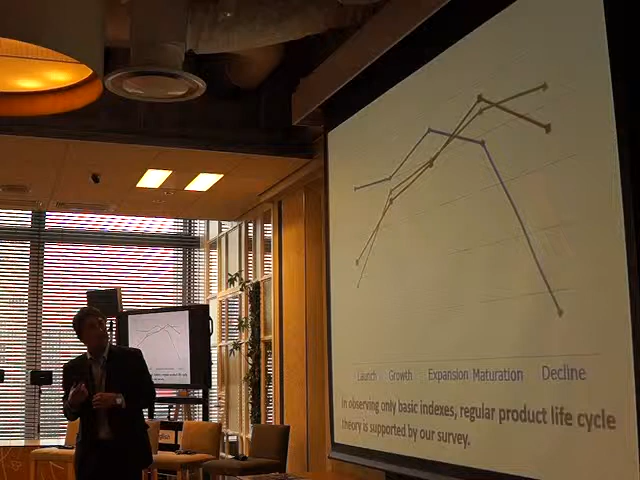 Launch Growth Expansion Maturation Decline
In observing only basic indexes, regular product life cycle
theory is supported by our survey.